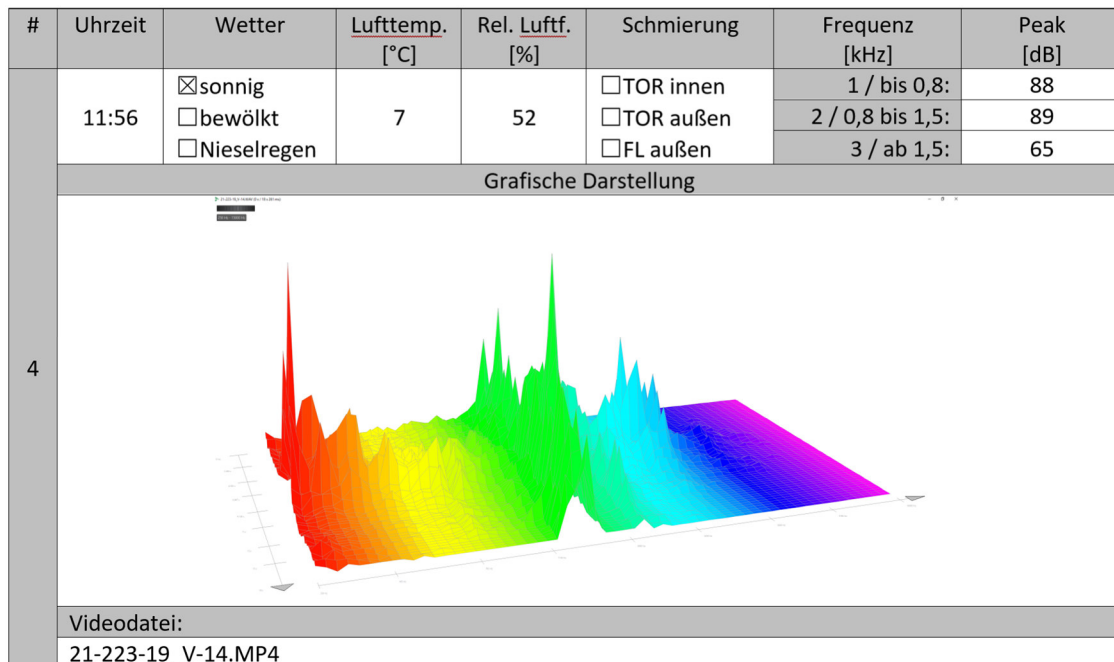 # Uhrzeit Wetter Lufttemp. [°C] Rel. Luftf. [%] Schmierung Frequenz [kHz] Peak [dB]
4 11:56 ☒sonnig 7 52 ☐TOR innen 1 / bis 0,8: 88
☐bewölkt ☐TOR außen 2 / 0,8 bis 1,5: 89
☐Nieselregen ☐FL außen 3 / ab 1,5: 65
Grafische Darstellung
Videodatei:
21-223-19_V-14.MP4